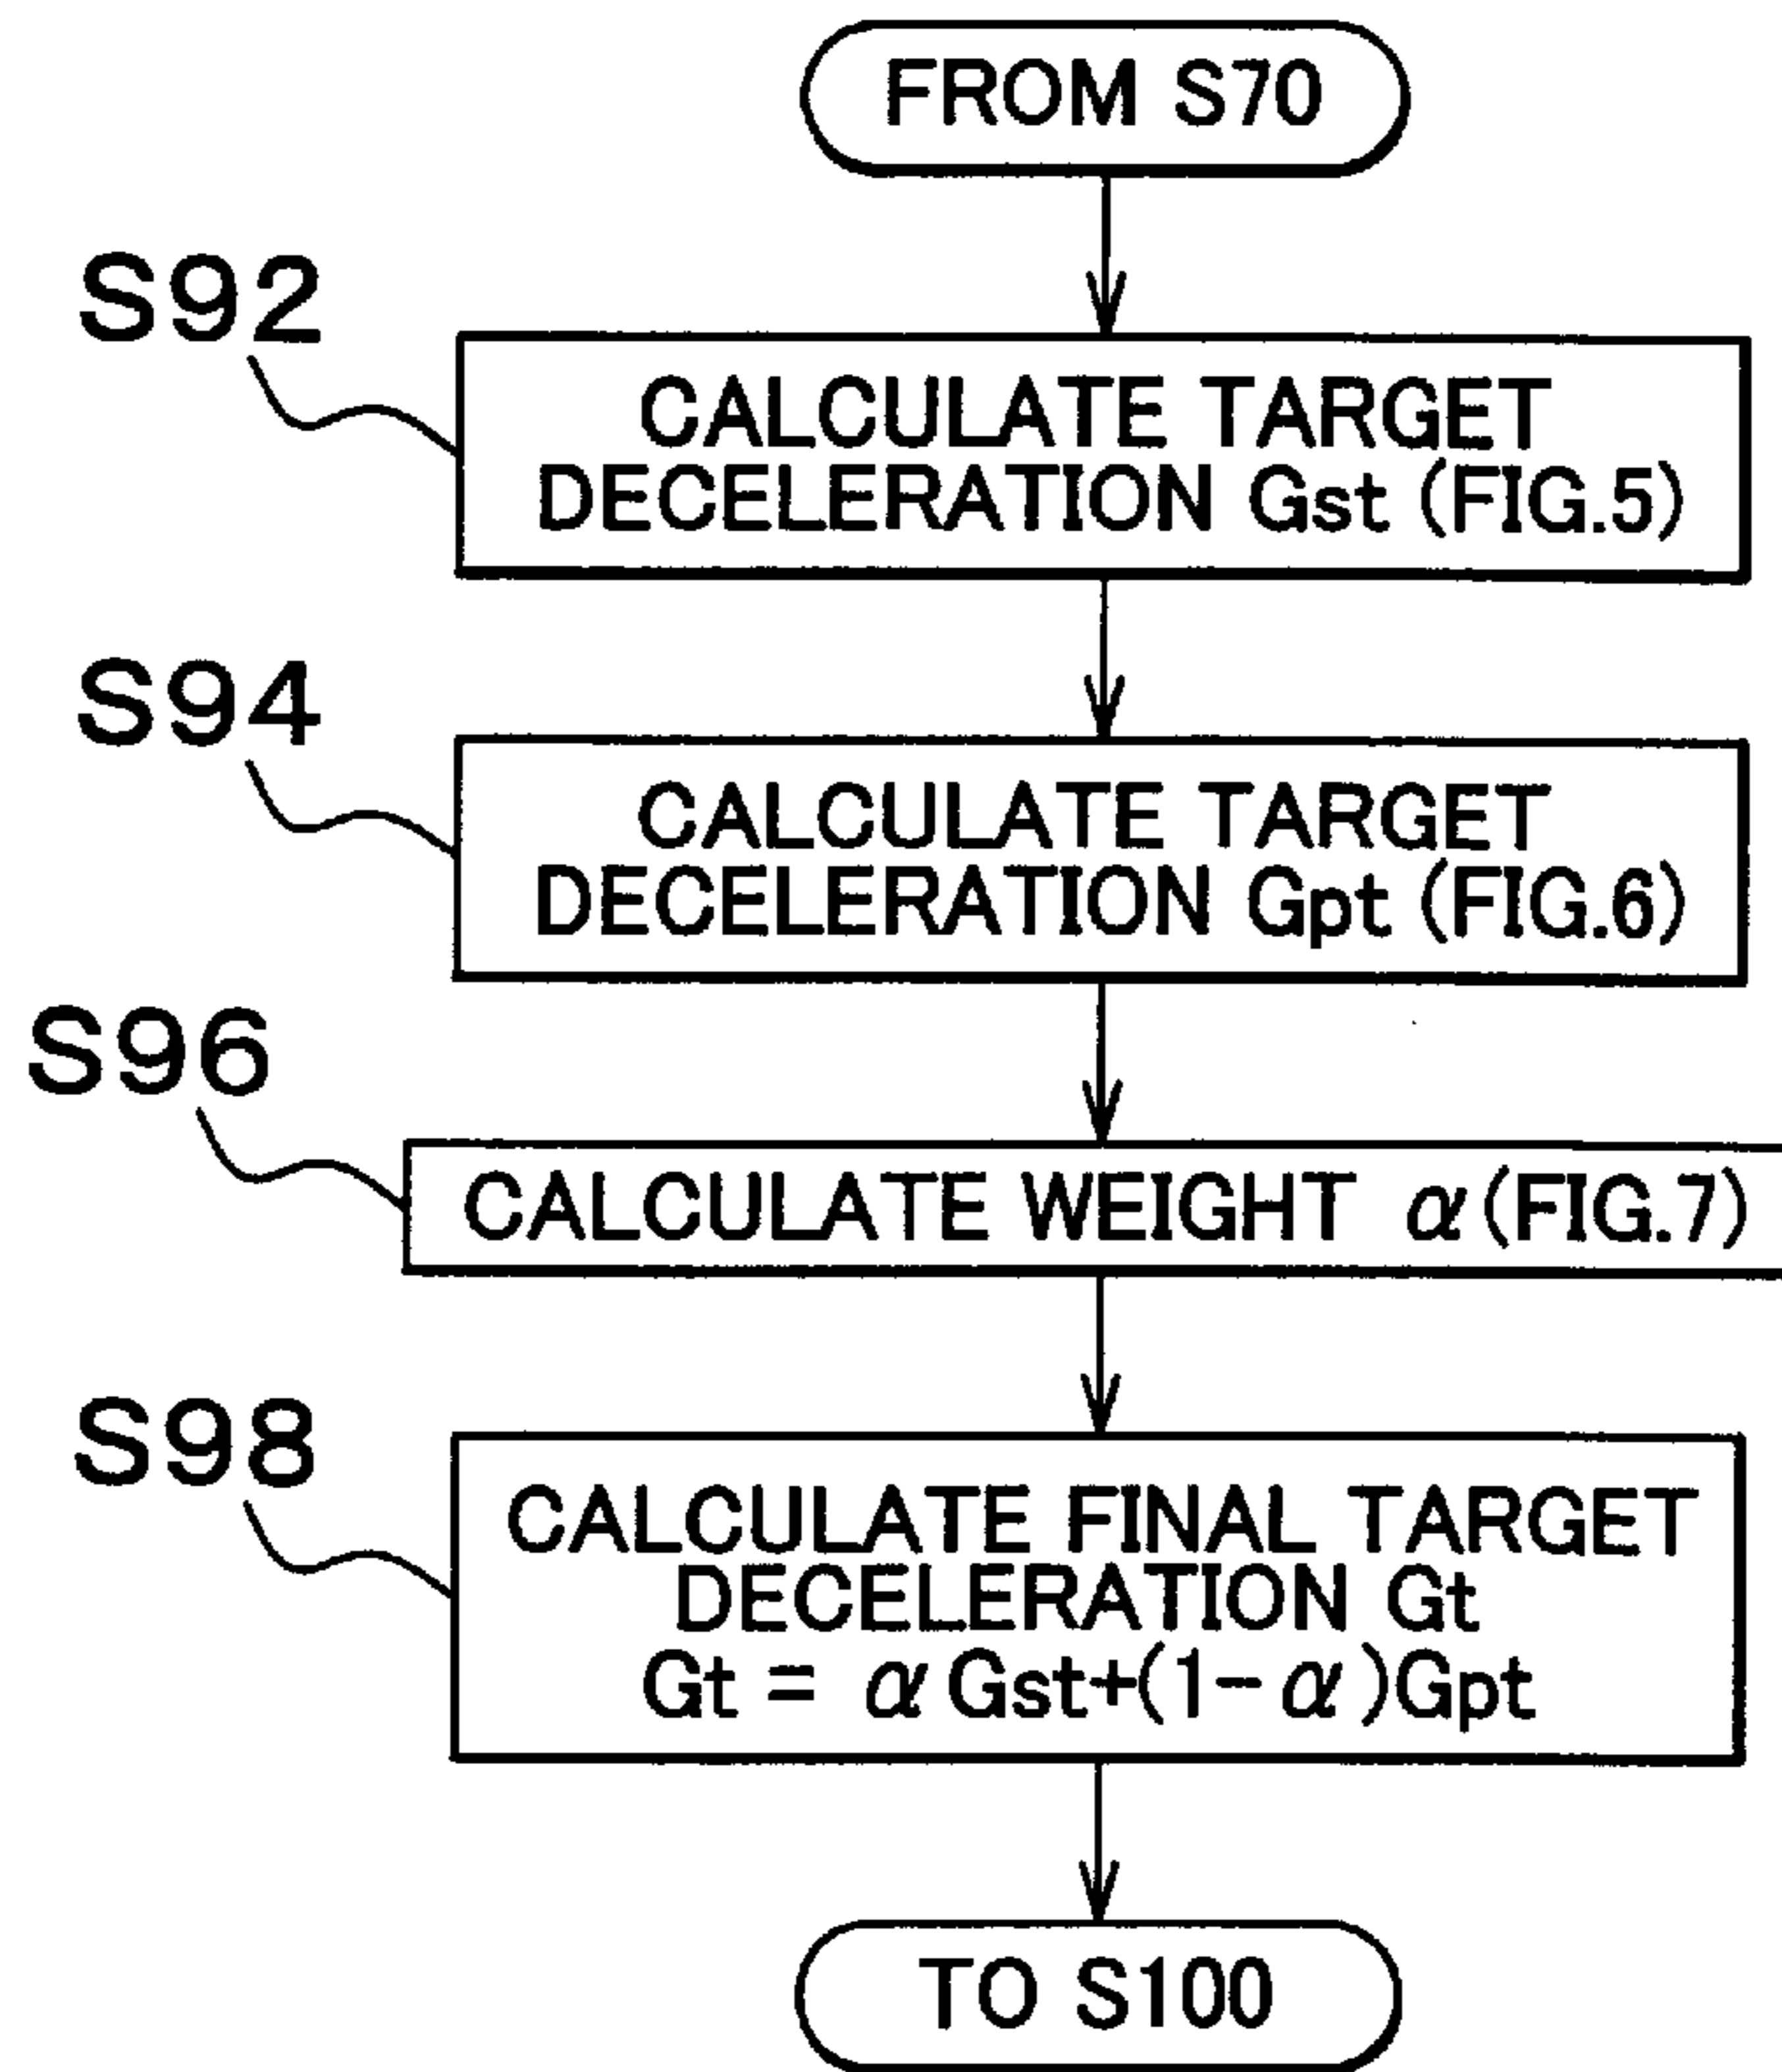 FROM S70
S92
CALCULATE TARGET
DECELERATION Gst (FIG.5)
S94
CALCULATE TARGET
DECELERATION Gpt (FIG.6)
S96
CALCULATE WEIGHT α(FIG.7)
S98
CALCULATE FINAL TARGET
DECELERATION Gt
Gt = αGst+(1-α)Gpt
TO S100